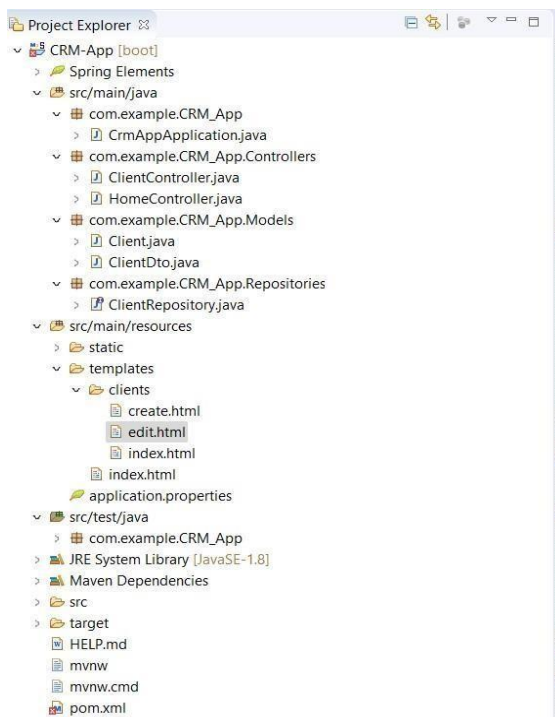 Project Explorer
CRM-App [boot]
Spring Elements
src/main/java
com.example.CRM_App
CrmAppApplication.java
com.example.CRM_App.Controllers
ClientController.java
HomeController.java
com.example.CRM_App.Models
Client.java
ClientDto.java
com.example.CRM_App.Repositories
ClientRepository.java
src/main/resources
static
templates
clients
create.html
edit.html
index.html
index.html
application.properties
src/test/java
com.example.CRM_App
JRE System Library [JavaSE-1.8]
Maven Dependencies
src
target
HELP.md
mvnw
mvnw.cmd
pom.xml